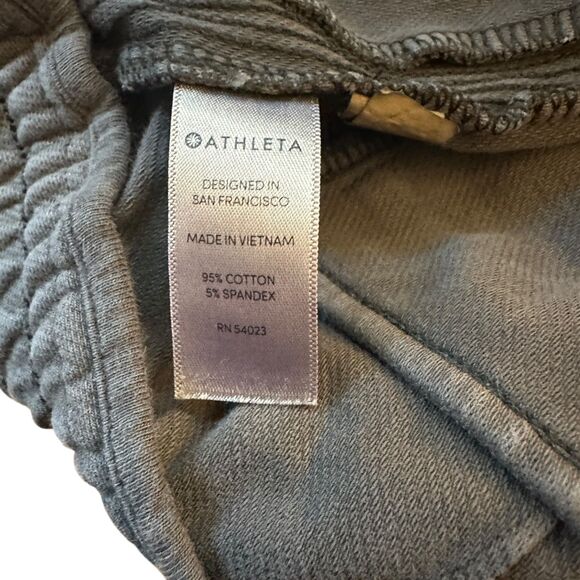 ATHLETA
DESIGNED IN
SAN FRANCISCO
MADE IN VIETNAM
95% COTTON
5% SPANDEX
RN 54023